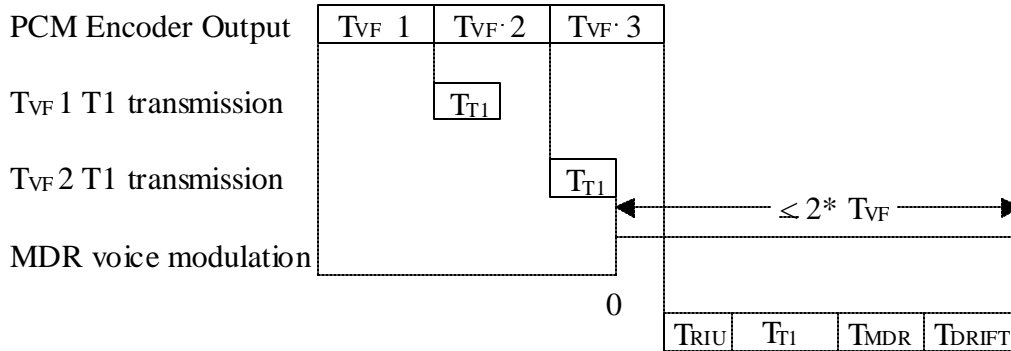 PCM Encoder Output TVF 1 TVF· 2 TVF· 3
TVF 1 T1 transmission TT1
TVF 2 T1 transmission TT1
≤ 2* TVF
MDR voice modulation
0
TRIU TT1 TMDR TDRIFT